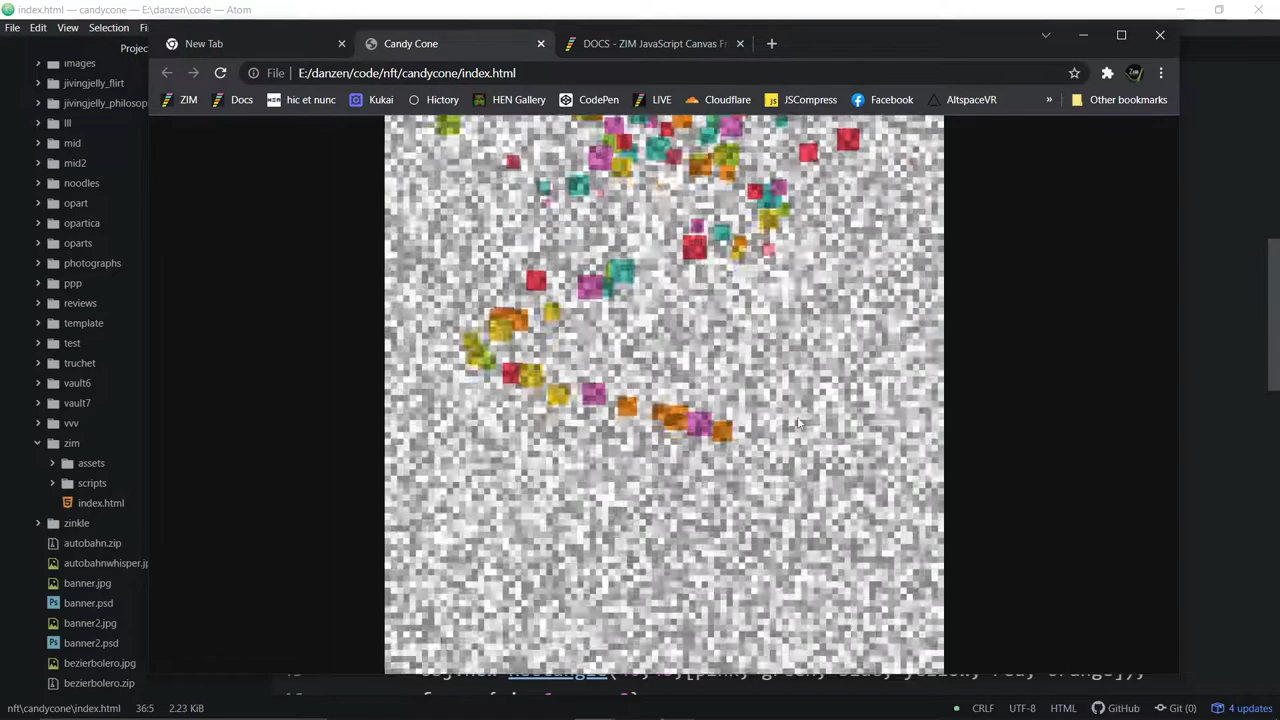 index.html — candycone — E:\danzen\code — Atom
File Edit View Selection Fi
Projec
images
jivingjelly_flirt
jivingjelly_philosop
lll
mid
mid2
noodles
opart
opartica
oparts
photographs
ppp
reviews
template
test
truchet
vault6
vault7
vvv
zim
assets
scripts
index.html
zinkle
autobahn.zip
autobahnwhisper.jp
banner.jpg
banner.psd
banner2.jpg
banner2.psd
bezierbolero.jpg
bezierbolero.zip
New Tab
Candy Cone
DOCS - ZIM JavaScript Canvas Fr
File E:/danzen/code/nft/candycone/index.html
ZIM Docs hic et nunc Kukai Hictory HEN Gallery CodePen LIVE Cloudflare JSCompress Facebook AltspaceVR » Other bookmarks
nft\candycone\index.html 36:5 2.23 KiB CRLF UTF-8 HTML GitHub Git (0) 4 updates